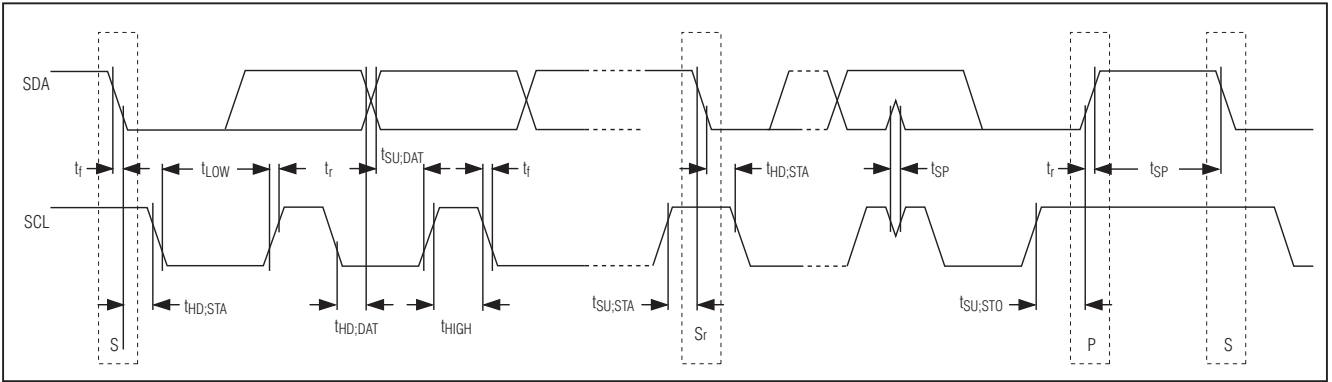 SDA
tf
tLOW
tr
tSU;DAT
tf
tHD;STA
tSP
tr
tSP
SCL
tHD;STA
tHD;DAT
tHIGH
tSU;STA
tSU;STO
S
Sr
P
S